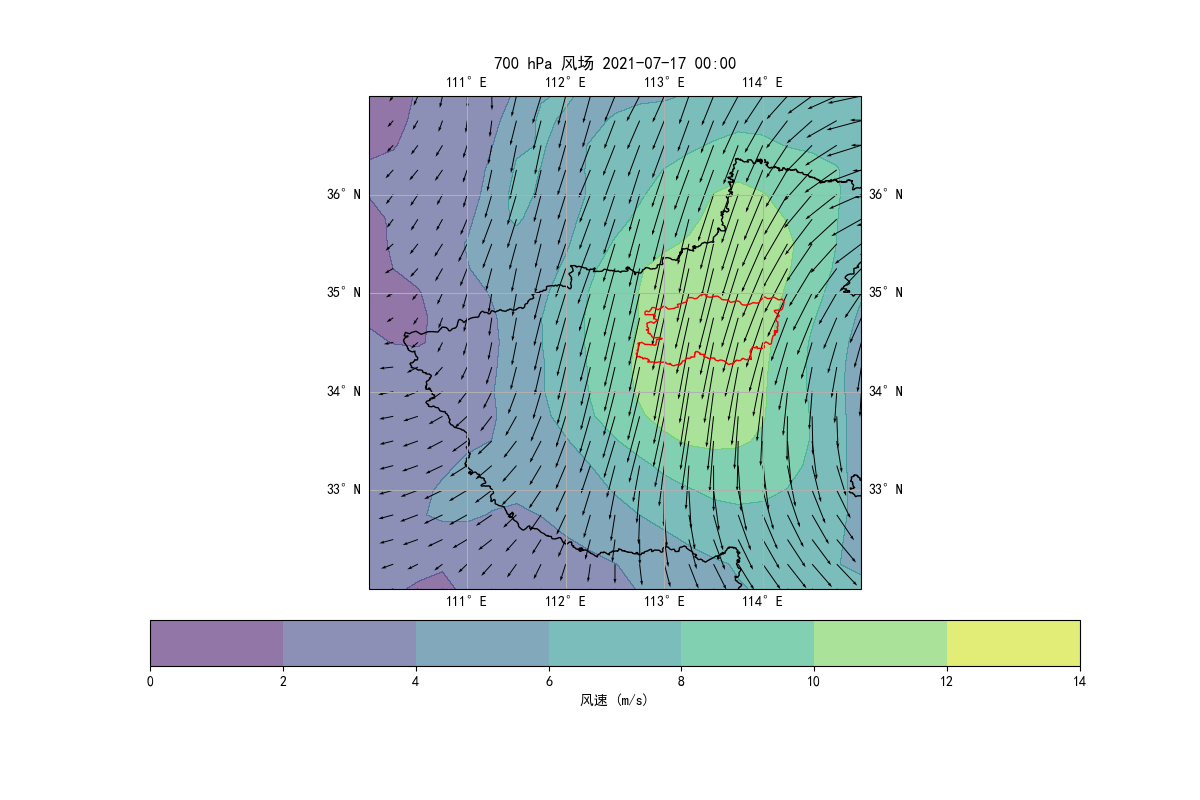 700 hPa 风场 2021-07-17 00:00
111° E 112° E 113° E 114° E
36° N 36° N
35° N 35° N
34° N 34° N
33° N 33° N
111° E 112° E 113° E 114° E
0 2 4 6 8 10 12 14
风速 (m/s)